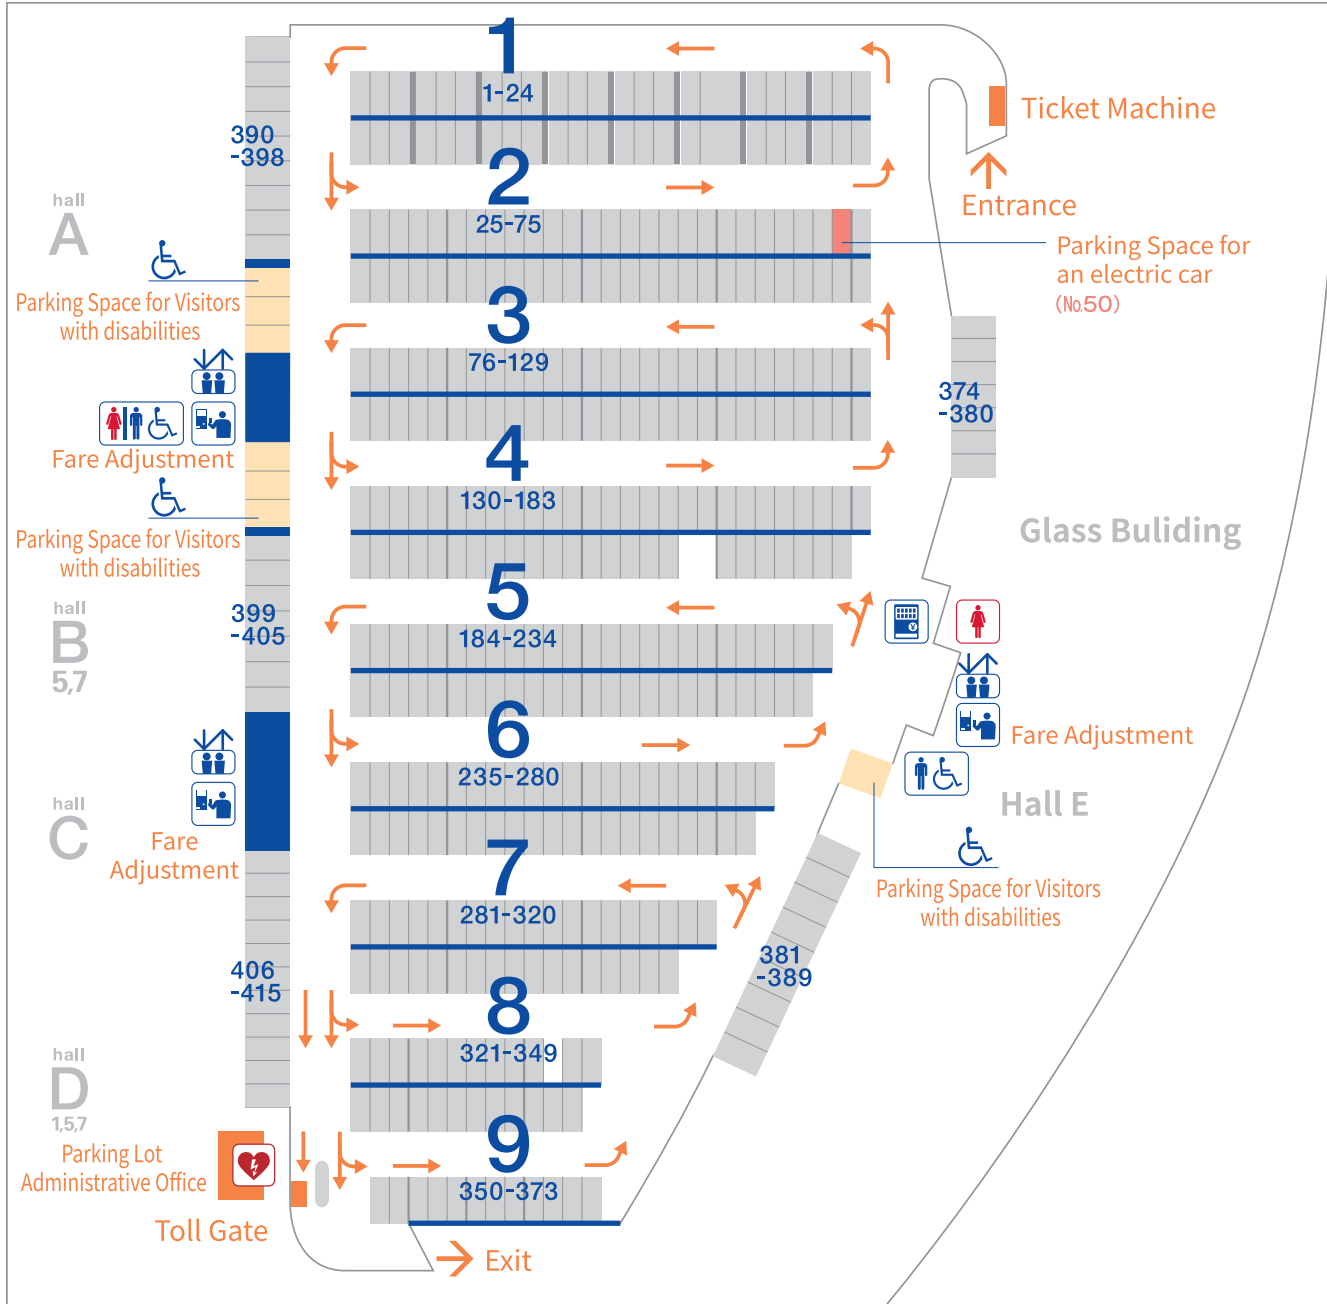 1
1-24
Ticket Machine
390
-398
2
hall
A
Entrance
25-75
Parking Space for
an electric car
(No.50)
Parking Space for Visitors
with disabilities
3
76-129
374
-380
Fare Adjustment
4
130-183
Parking Space for Visitors
with disabilities
Glass Buliding
5
hall
B
5,7
399
-405
184-234
6
Fare Adjustment
235-280
hall
C
Hall E
Fare
Adjustment
7
Parking Space for Visitors
with disabilities
281-320
381
-389
406
-415
8
321-349
hall
D
1,5,7
9
Parking Lot
Administrative Office
350-373
Toll Gate
Exit